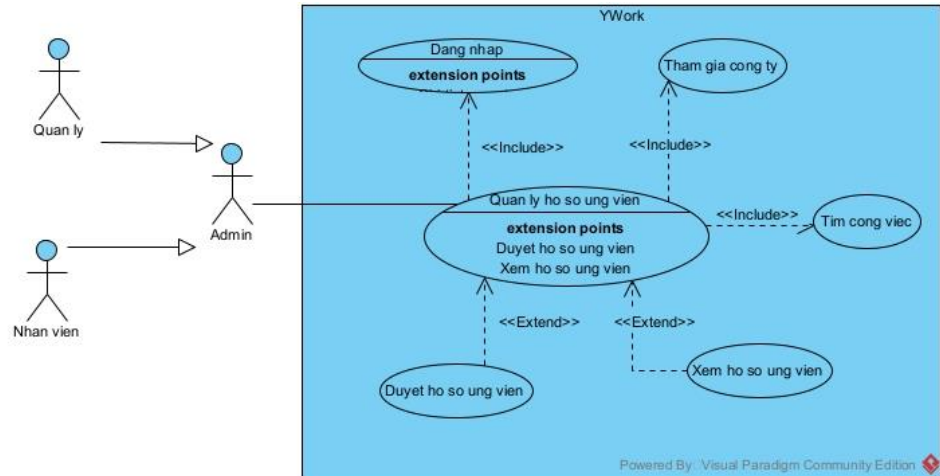 YWork
Dang nhap
extension points
Tham gia cong ty
Quan ly
<<Include>>
<<Include>>
Quan ly ho so ung vien
extension points
Duyet ho so ung vien
Xem ho so ung vien
<<Include>>
Tim cong viec
Admin
Nhan vien
<<Extend>>
<<Extend>>
Duyet ho so ung vien
Xem ho so ung vien
Powered By: Visual Paradigm Community Edition